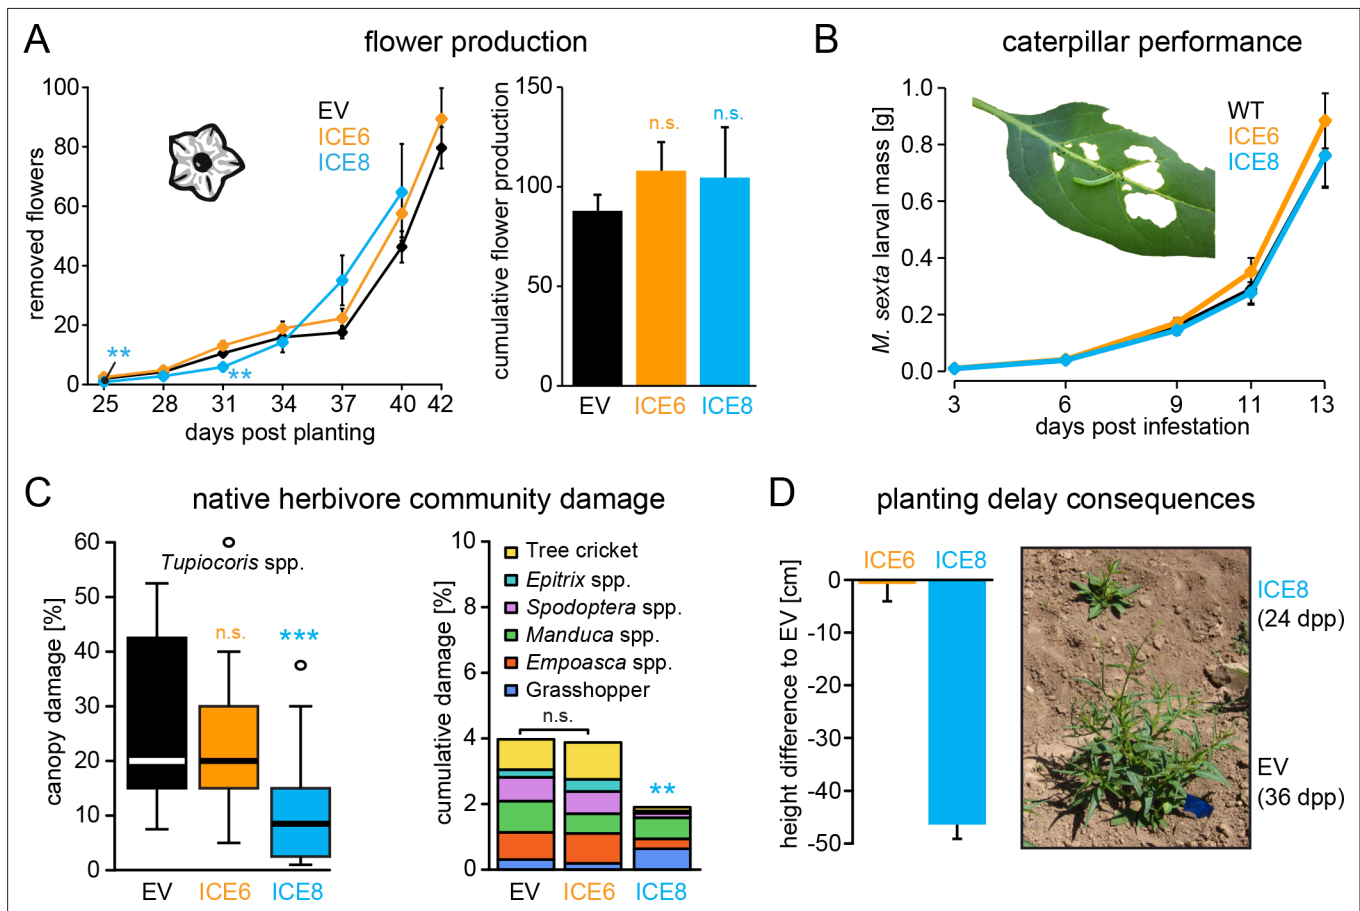 A
flower production
removed flowers
100
80
60
40
20
0
EV
ICE6
ICE8
**
**
25 28 31 34 37 40 42
days post planting
cumulative flower production
150
100
50
0
n.s.
n.s.
EV ICE6 ICE8
B
caterpillar performance
M. sexta larval mass [g]
1.0
0.8
0.6
0.4
0.2
0.0
WT
ICE6
ICE8
3 6 9 11 13
days post infestation
C
native herbivore community damage
canopy damage [%]
60
50
40
30
20
10
0
Tupiocoris spp.
n.s.
***
EV ICE6 ICE8
cumulative damage [%]
10
8
6
4
2
0
Tree cricket
Epitrix spp.
Spodoptera spp.
Manduca spp.
Empoasca spp.
Grasshopper
n.s.
**
EV ICE6 ICE8
D
planting delay consequences
height difference to EV [cm]
ICE6 ICE8
0
-10
-20
-30
-40
-50
ICE8
(24 dpp)
EV
(36 dpp)